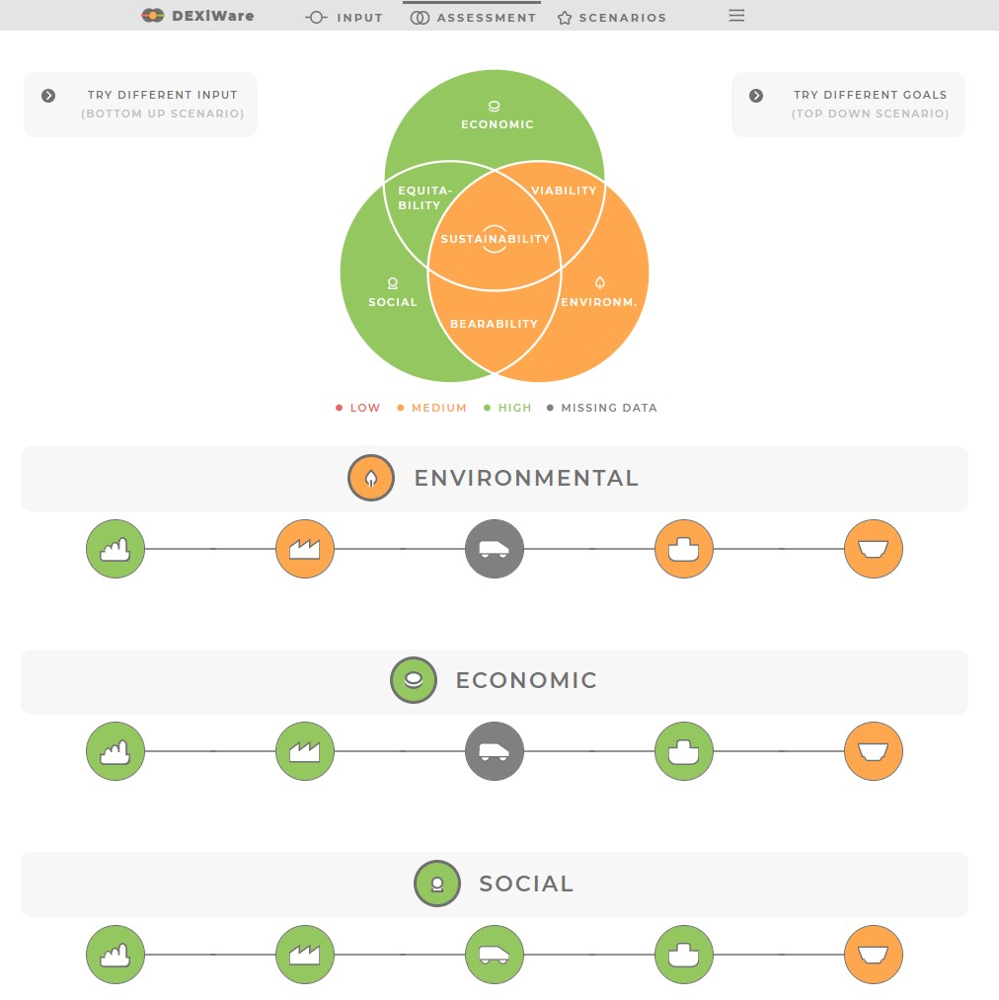 DEXiWare INPUT ASSESSMENT SCENARIOS
TRY DIFFERENT INPUT
(BOTTOM UP SCENARIO)
TRY DIFFERENT GOALS
(TOP DOWN SCENARIO)
ECONOMIC
EQUITA-
BILITY
VIABILITY
SUSTAINABILITY
SOCIAL
ENVIRONM.
BEARABILITY
LOW MEDIUM HIGH MISSING DATA
ENVIRONMENTAL
ECONOMIC
SOCIAL